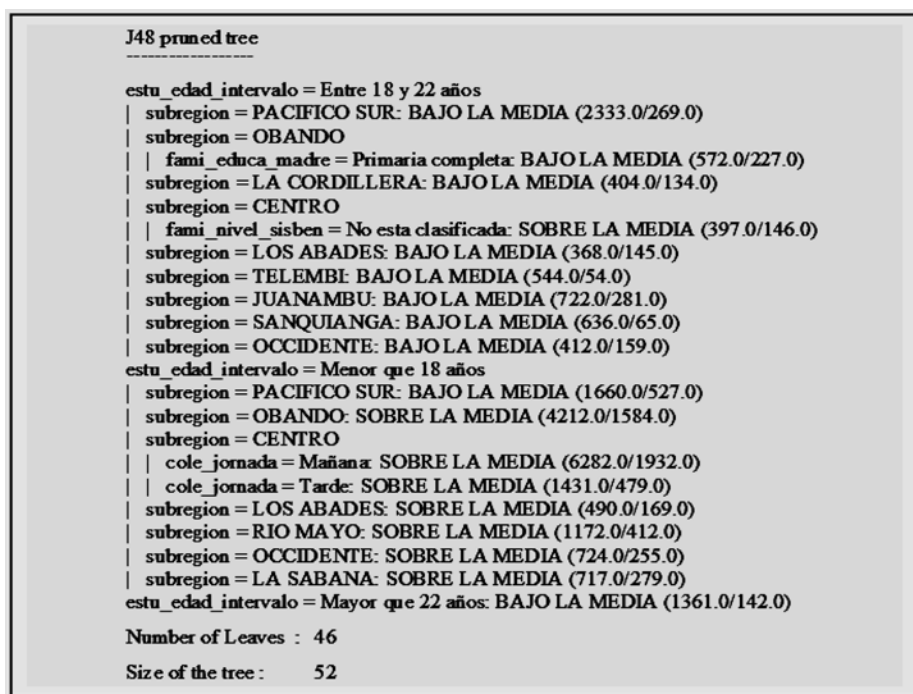 J48 pruned tree
------------------
estu_edad_intervalo = Entre 18 y 22 años
| subregion = PACIFICO SUR: BAJO LA MEDIA (2333.0/269.0)
| subregion = OBANDO
| | fami_educa_madre = Primaria completa: BAJO LA MEDIA (572.0/227.0)
| subregion = LA CORDILLERA: BAJO LA MEDIA (404.0/134.0)
| subregion = CENTRO
| | fami_nivel_sisben = No esta clasificada: SOBRE LA MEDIA (397.0/146.0)
| subregion = LOS ABADES: BAJO LA MEDIA (368.0/145.0)
| subregion = TELEMBI: BAJO LA MEDIA (544.0/54.0)
| subregion = JUANAMBU: BAJO LA MEDIA (722.0/281.0)
| subregion = SANQUIANGA: BAJO LA MEDIA (636.0/65.0)
| subregion = OCCIDENTE: BAJO LA MEDIA (412.0/159.0)
estu_edad_intervalo = Menor que 18 años
| subregion = PACIFICO SUR: BAJO LA MEDIA (1660.0/527.0)
| subregion = OBANDO: SOBRE LA MEDIA (4212.0/1584.0)
| subregion = CENTRO
| | cole_jornada = Mañana: SOBRE LA MEDIA (6282.0/1932.0)
| | cole_jornada = Tarde: SOBRE LA MEDIA (1431.0/479.0)
| subregion = LOS ABADES: SOBRE LA MEDIA (490.0/169.0)
| subregion = RIO MAYO: SOBRE LA MEDIA (1172.0/412.0)
| subregion = OCCIDENTE: SOBRE LA MEDIA (724.0/255.0)
| subregion = LA SABANA: SOBRE LA MEDIA (717.0/279.0)
estu_edad_intervalo = Mayor que 22 años: BAJO LA MEDIA (1361.0/142.0)
Number of Leaves : 46
Size of the tree : 52